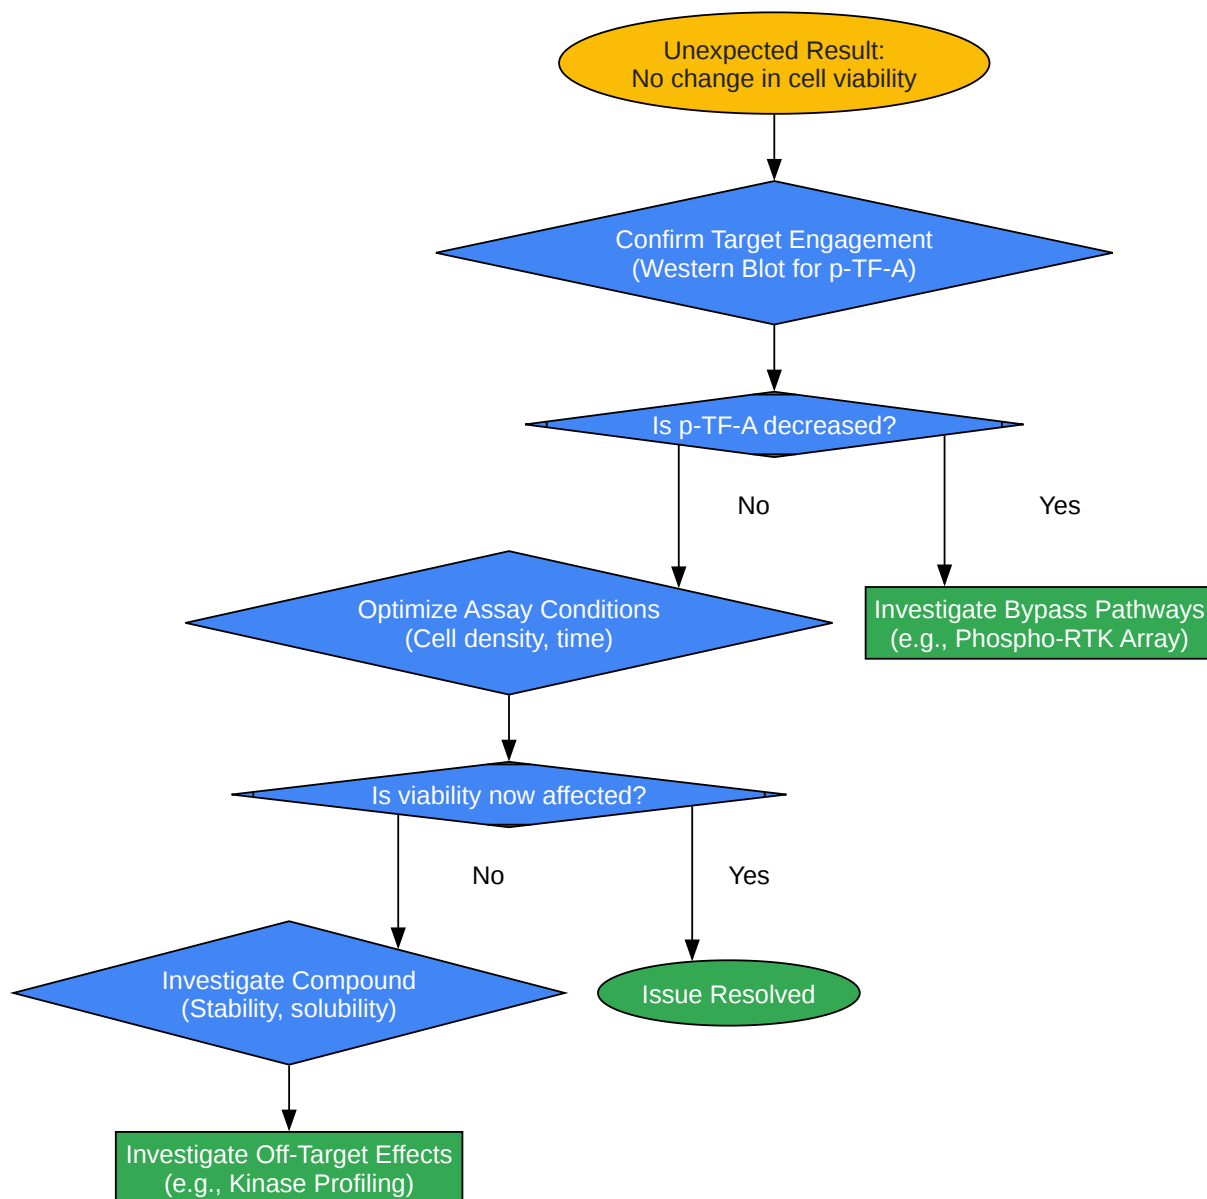 Unexpected Result:
No change in cell viability
Confirm Target Engagement
(Western Blot for p-TF-A)
Is p-TF-A decreased?
No
Yes
Optimize Assay Conditions
(Cell density, time)
Investigate Bypass Pathways
(e.g., Phospho-RTK Array)
Is viability now affected?
No
Yes
Investigate Compound
(Stability, solubility)
Issue Resolved
Investigate Off-Target Effects
(e.g., Kinase Profiling)